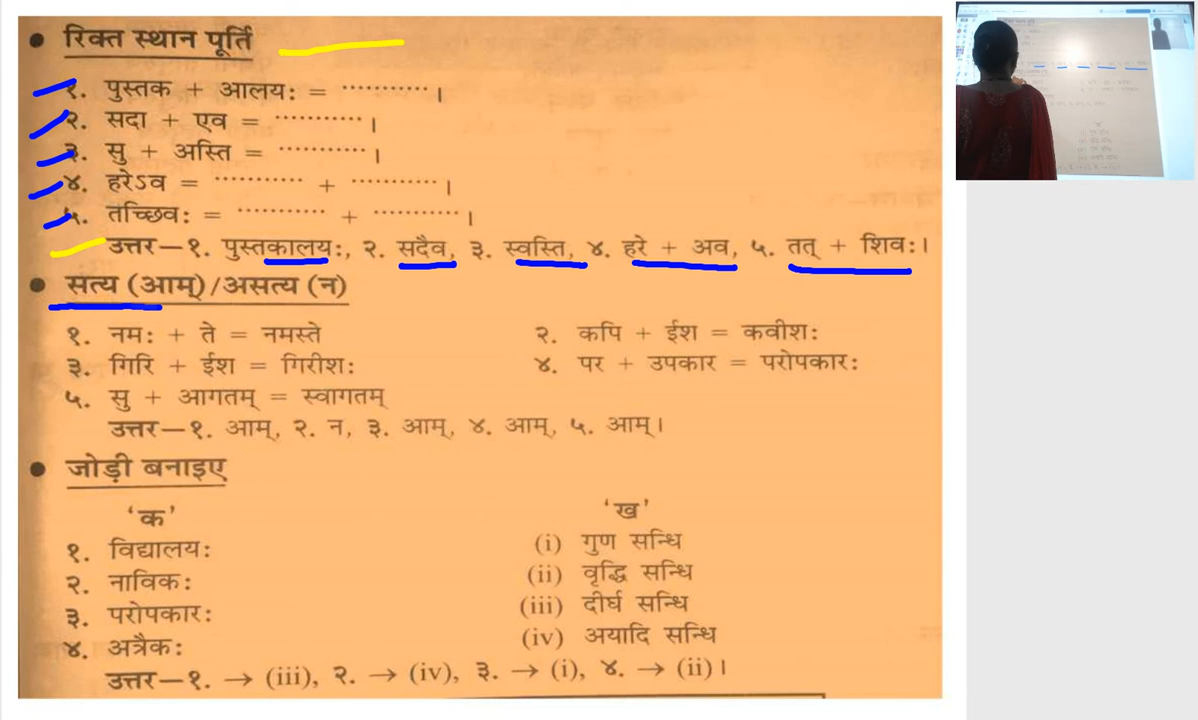 • रिक्त स्थान पूर्ति
१. पुस्तक + आलय: = ··········· ।
२. सदा + एव = ··········· ।
३. सु + अस्ति = ··········· ।
४. हरेऽव = ··········· + ··········· ।
५. तच्छिव: = ··········· + ··········· ।
उत्तर—१. पुस्तकालय:, २. सदैव, ३. स्वस्ति, ४. हरे + अव, ५. तत् + शिव:।
• सत्य (आम्)/असत्य (न)
१. नम: + ते = नमस्ते २. कपि + ईश = कवीश:
३. गिरि + ईश = गिरीश: ४. पर + उपकार = परोपकार:
५. सु + आगतम् = स्वागतम्
उत्तर—१. आम्, २. न, ३. आम्, ४. आम्, ५. आम्।
• जोड़ी बनाइए
'क' 'ख'
१. विद्यालय: (i) गुण सन्धि
२. नाविक: (ii) वृद्धि सन्धि
३. परोपकार: (iii) दीर्घ सन्धि
४. अत्रैक: (iv) अयादि सन्धि
उत्तर—१. → (iii), २. → (iv), ३. → (i), ४. → (ii)।